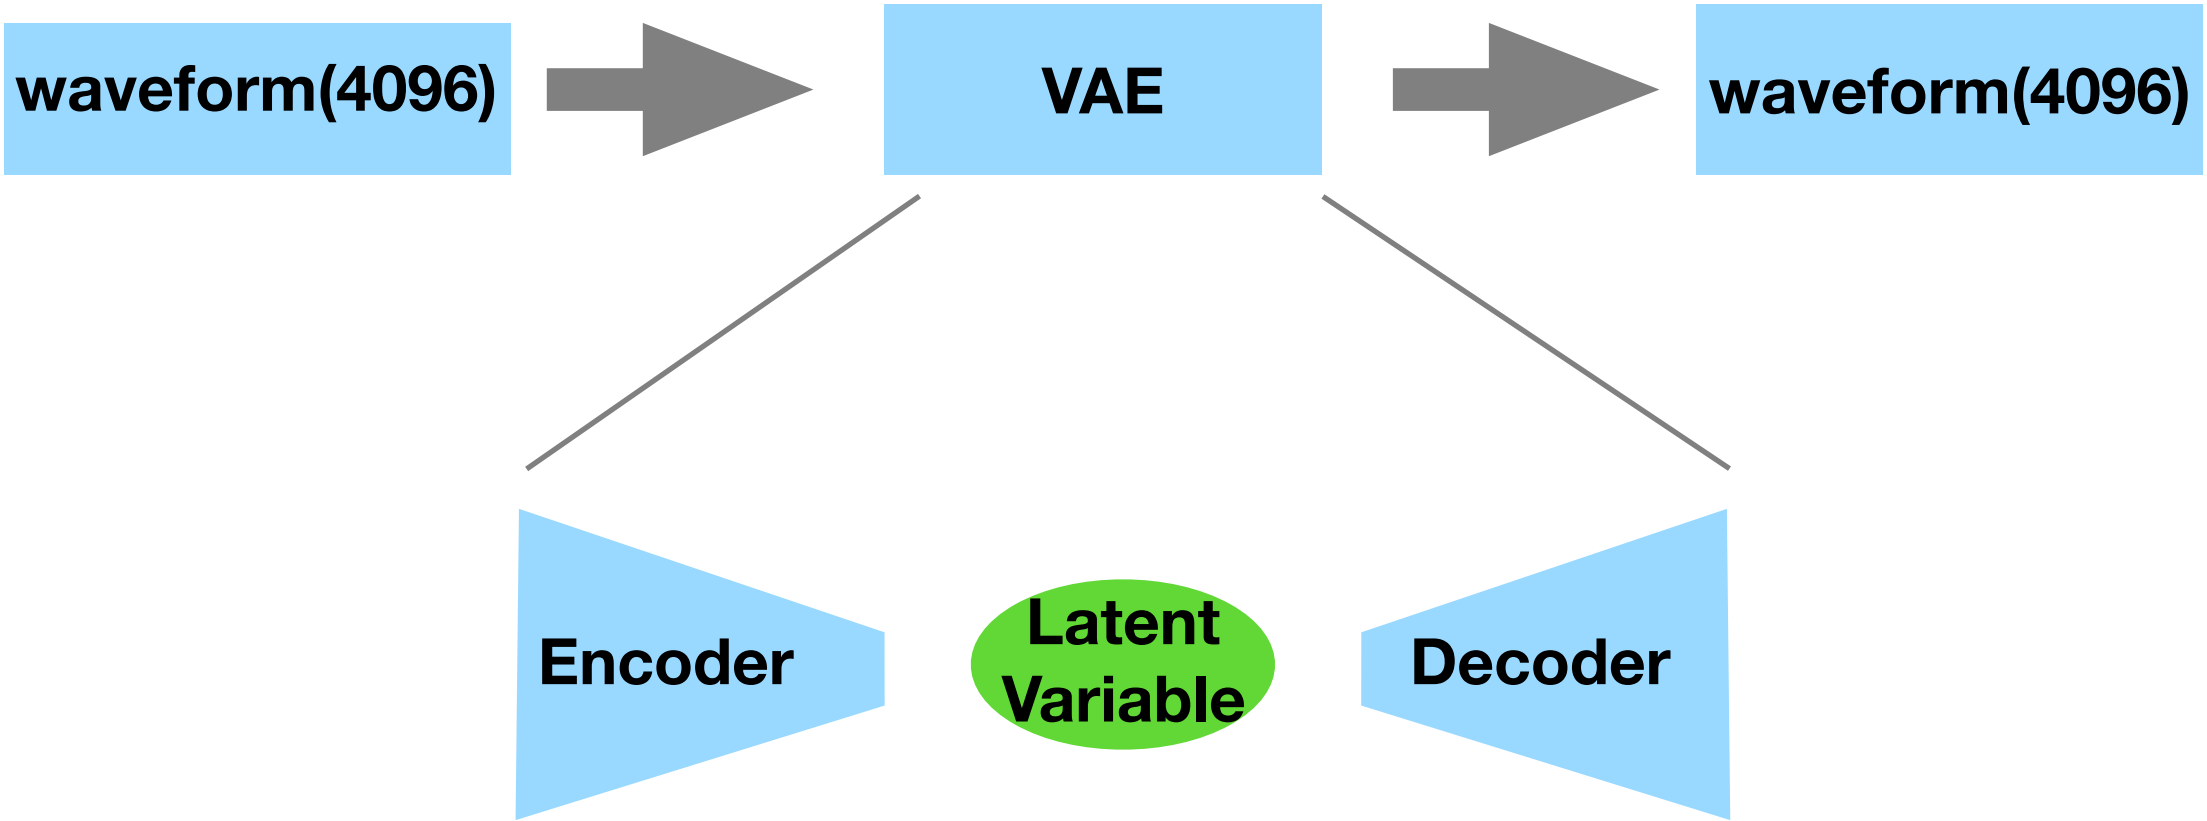 waveform(4096)
VAE
waveform(4096)
Encoder
Latent
Variable
Decoder